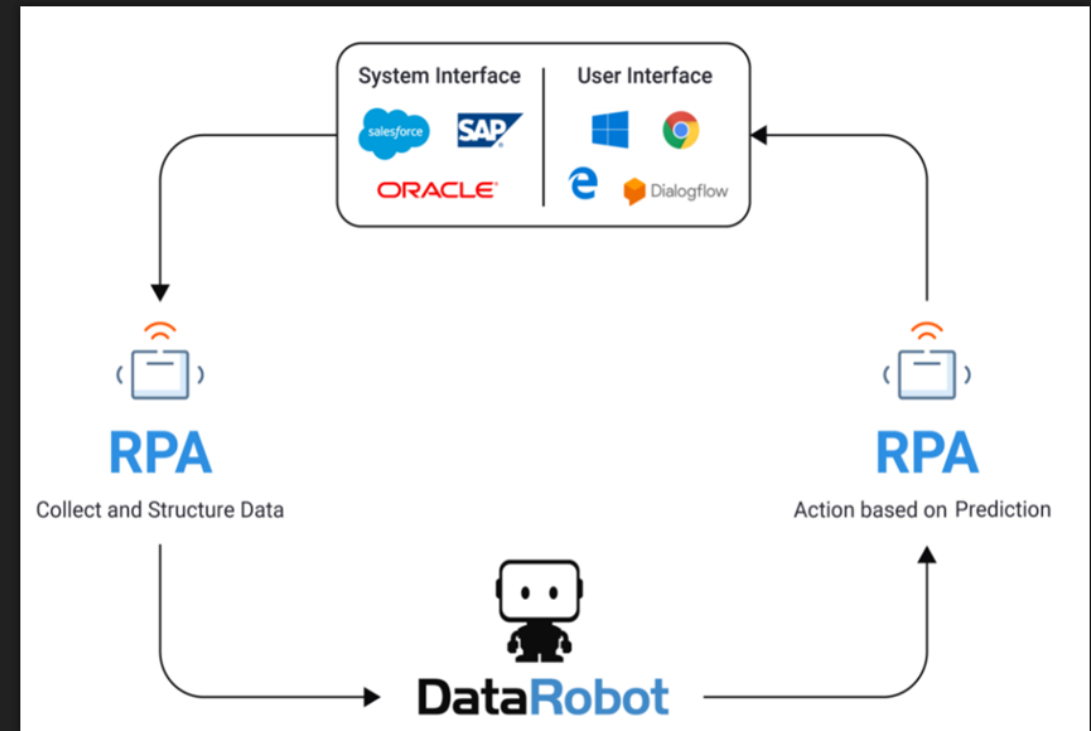 System Interface
User Interface
salesforce
SAP
ORACLE
Dialogflow
RPA
Collect and Structure Data
RPA
Action based on Prediction
DataRobot